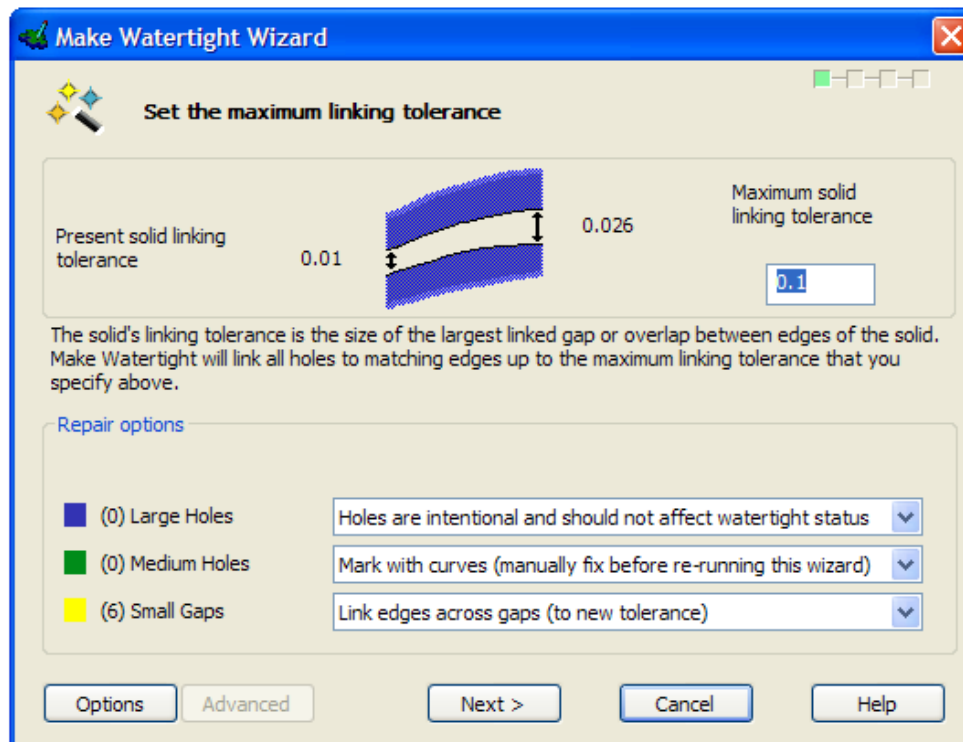 Make Watertight Wizard
Set the maximum linking tolerance
Present solid linking
tolerance
0.01
0.026
Maximum solid
linking tolerance
0.1
The solid's linking tolerance is the size of the largest linked gap or overlap between edges of the solid.
Make Watertight will link all holes to matching edges up to the maximum linking tolerance that you
specify above.
Repair options
(0) Large Holes
Holes are intentional and should not affect watertight status
(0) Medium Holes
Mark with curves (manually fix before re-running this wizard)
(6) Small Gaps
Link edges across gaps (to new tolerance)
Options
Advanced
Next >
Cancel
Help